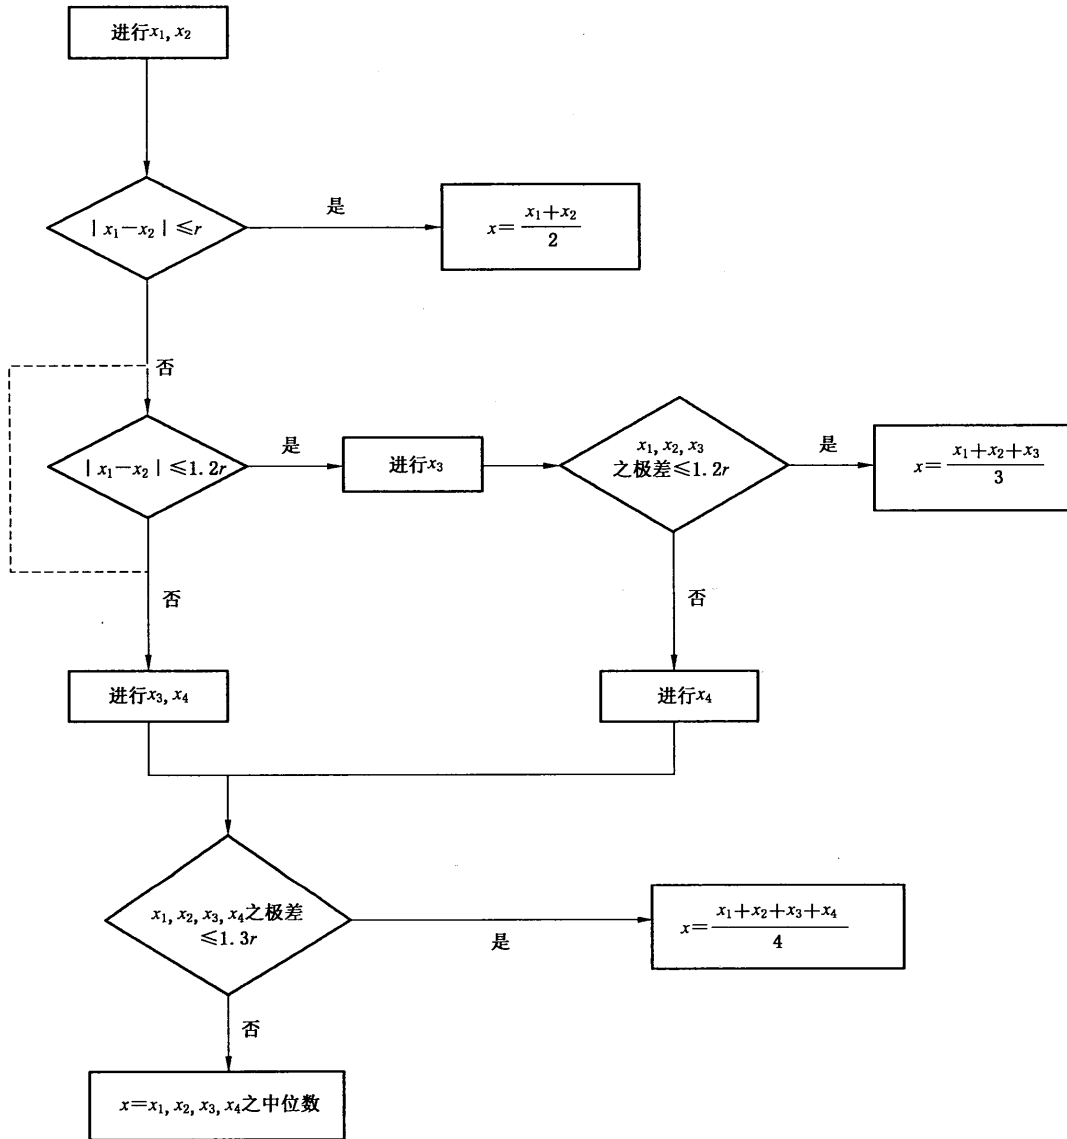 进行x₁,x₂
|x₁−x₂|≤r
是
x=(x₁+x₂)/2
否
|x₁−x₂|≤1.2r
是
进行x₃
x₁,x₂,x₃
之极差≤1.2r
是
x=(x₁+x₂+x₃)/3
否
否
进行x₃,x₄
进行x₄
x₁,x₂,x₃,x₄之极差
≤1.3r
是
x=(x₁+x₂+x₃+x₄)/4
否
x=x₁,x₂,x₃,x₄之中位数